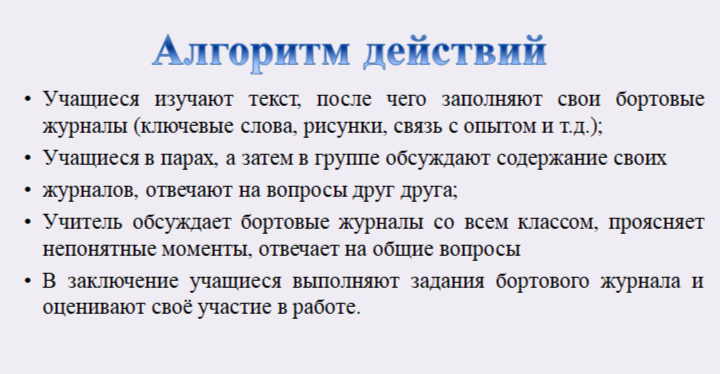 Алгоритм действий
• Учащиеся изучают текст, после чего заполняют свои бортовые
журналы (ключевые слова, рисунки, связь с опытом и т.д.);
• Учащиеся в парах, а затем в группе обсуждают содержание своих
• журналов, отвечают на вопросы друг друга;
• Учитель обсуждает бортовые журналы со всем классом, проясняет
непонятные моменты, отвечает на общие вопросы
• В заключение учащиеся выполняют задания бортового журнала и
оценивают своё участие в работе.